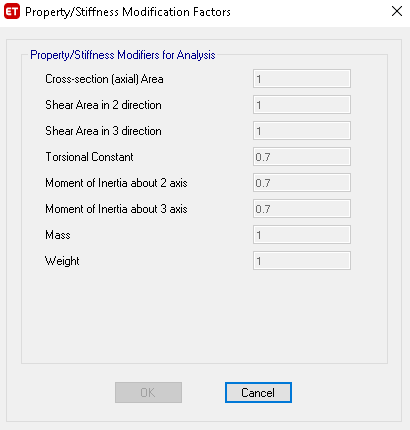 ET Property/Stiffness Modification Factors
Property/Stiffness Modifiers for Analysis
Cross-section (axial) Area 1
Shear Area in 2 direction 1
Shear Area in 3 direction 1
Torsional Constant 0.7
Moment of Inertia about 2 axis 0.7
Moment of Inertia about 3 axis 0.7
Mass 1
Weight 1
OK Cancel